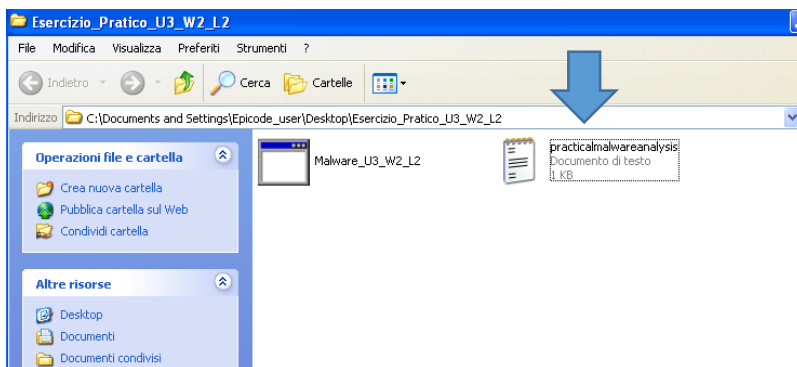 Esercizio_Pratico_U3_W2_L2
File Modifica Visualizza Preferiti Strumenti ?
Indietro Cerca Cartelle
Indirizzo C:\Documents and Settings\Epicode_user\Desktop\Esercizio_Pratico_U3_W2_L2
Operazioni file e cartella
Crea nuova cartella
Pubblica cartella sul Web
Condividi cartella
Altre risorse
Desktop
Documenti
Documenti condivisi
Malware_U3_W2_L2
practicalmalwareanalysis
Documento di testo
1 KB